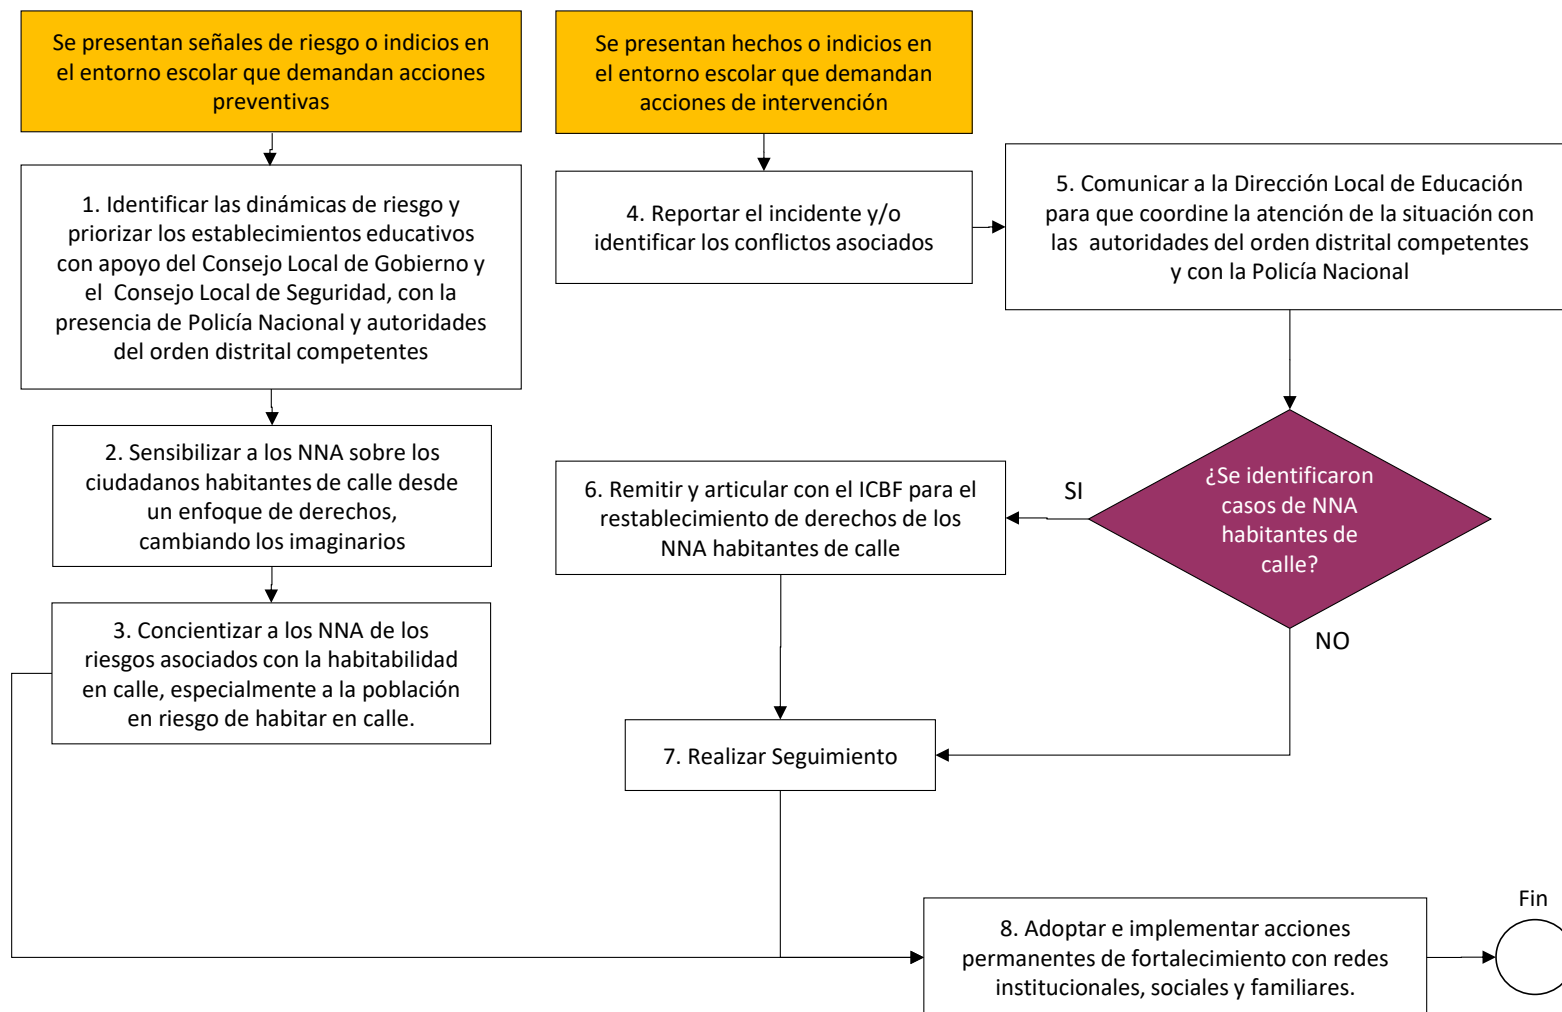 Se presentan señales de riesgo o indicios en
el entorno escolar que demandan acciones
preventivas
Se presentan hechos o indicios en
el entorno escolar que demandan
acciones de intervención
1. Identificar las dinámicas de riesgo y
priorizar los establecimientos educativos
con apoyo del Consejo Local de Gobierno y
el Consejo Local de Seguridad, con la
presencia de Policía Nacional y autoridades
del orden distrital competentes
4. Reportar el incidente y/o
identificar los conflictos asociados
5. Comunicar a la Dirección Local de Educación
para que coordine la atención de la situación con
las autoridades del orden distrital competentes
y con la Policía Nacional
2. Sensibilizar a los NNA sobre los
ciudadanos habitantes de calle desde
un enfoque de derechos,
cambiando los imaginarios
6. Remitir y articular con el ICBF para el
restablecimiento de derechos de los
NNA habitantes de calle
SI
¿Se identificaron
casos de NNA
habitantes de
calle?
NO
3. Concientizar a los NNA de los
riesgos asociados con la habitabilidad
en calle, especialmente a la población
en riesgo de habitar en calle.
7. Realizar Seguimiento
8. Adoptar e implementar acciones
permanentes de fortalecimiento con redes
institucionales, sociales y familiares.
Fin